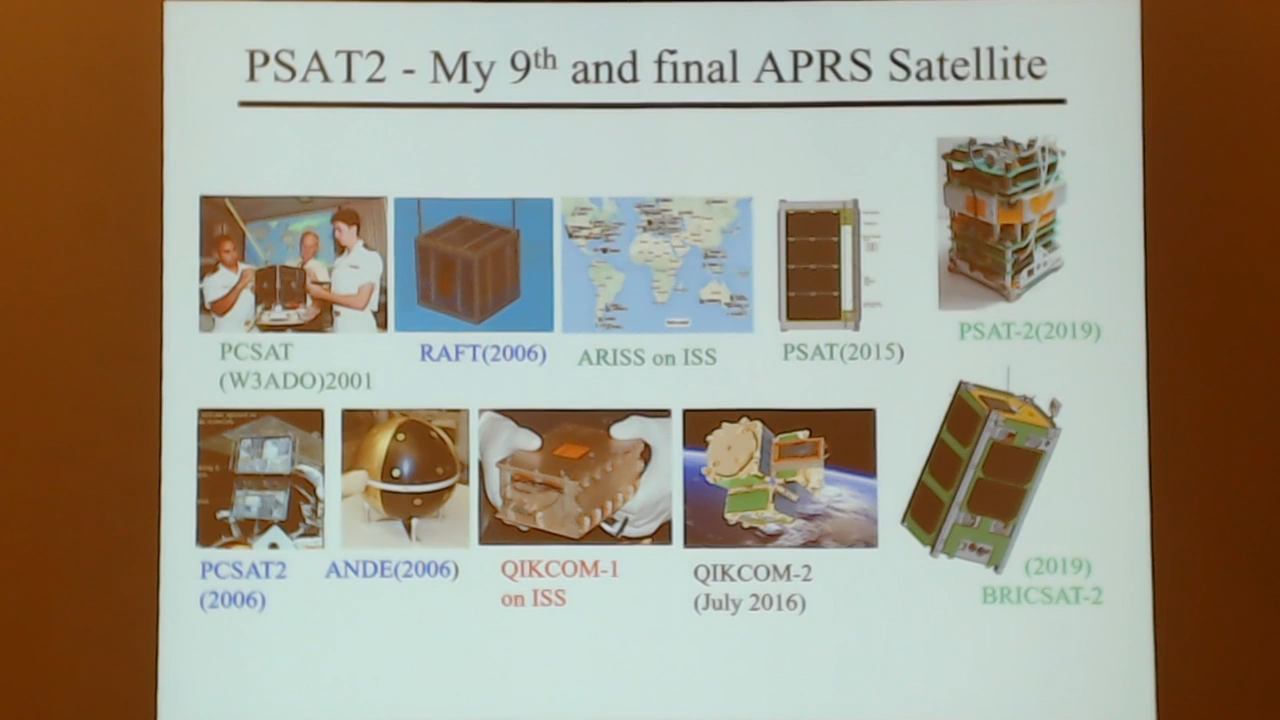 PSAT2 - My 9th and final APRS Satellite
PCSAT
(W3ADO)2001
RAFT(2006)
ARISS on ISS
PSAT(2015)
PSAT-2(2019)
PCSAT2
(2006)
ANDE(2006)
QIKCOM-1
on ISS
QIKCOM-2
(July 2016)
(2019)
BRICSAT-2